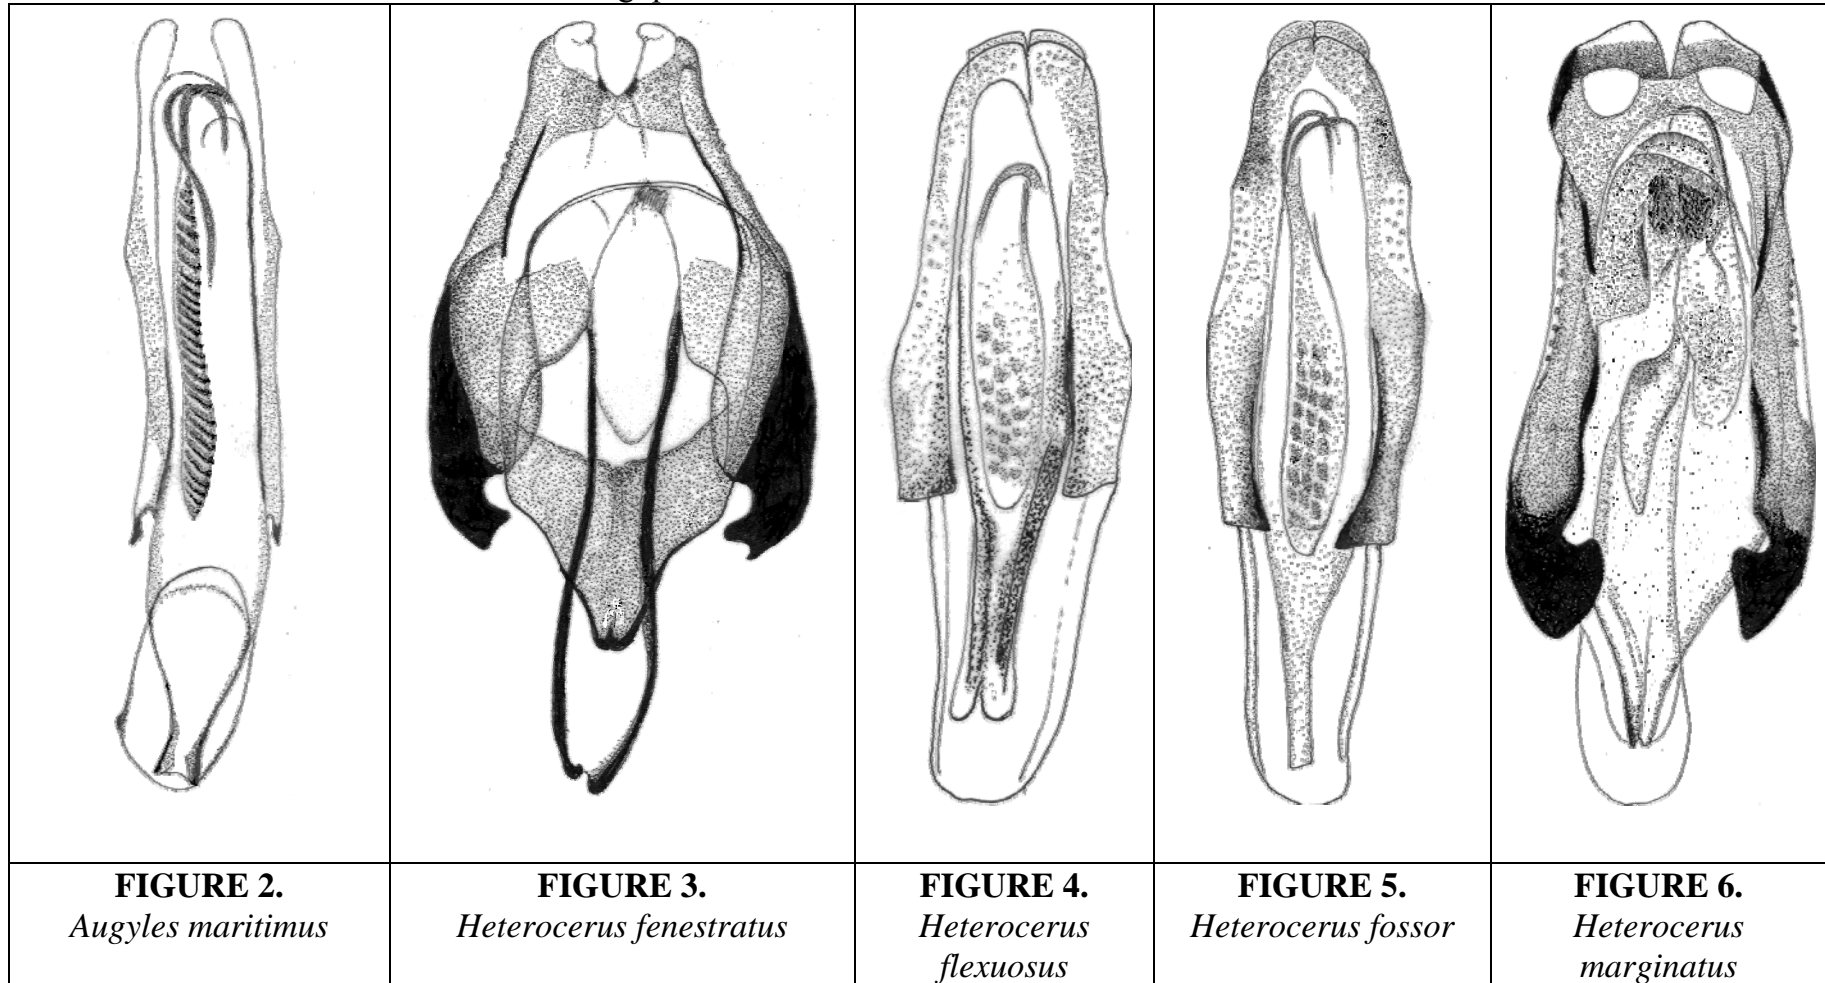 FIGURE 2.
Augyles maritimus
FIGURE 3.
Heterocerus fenestratus
FIGURE 4.
Heterocerus
flexuosus
FIGURE 5.
Heterocerus fossor
FIGURE 6.
Heterocerus
marginatus